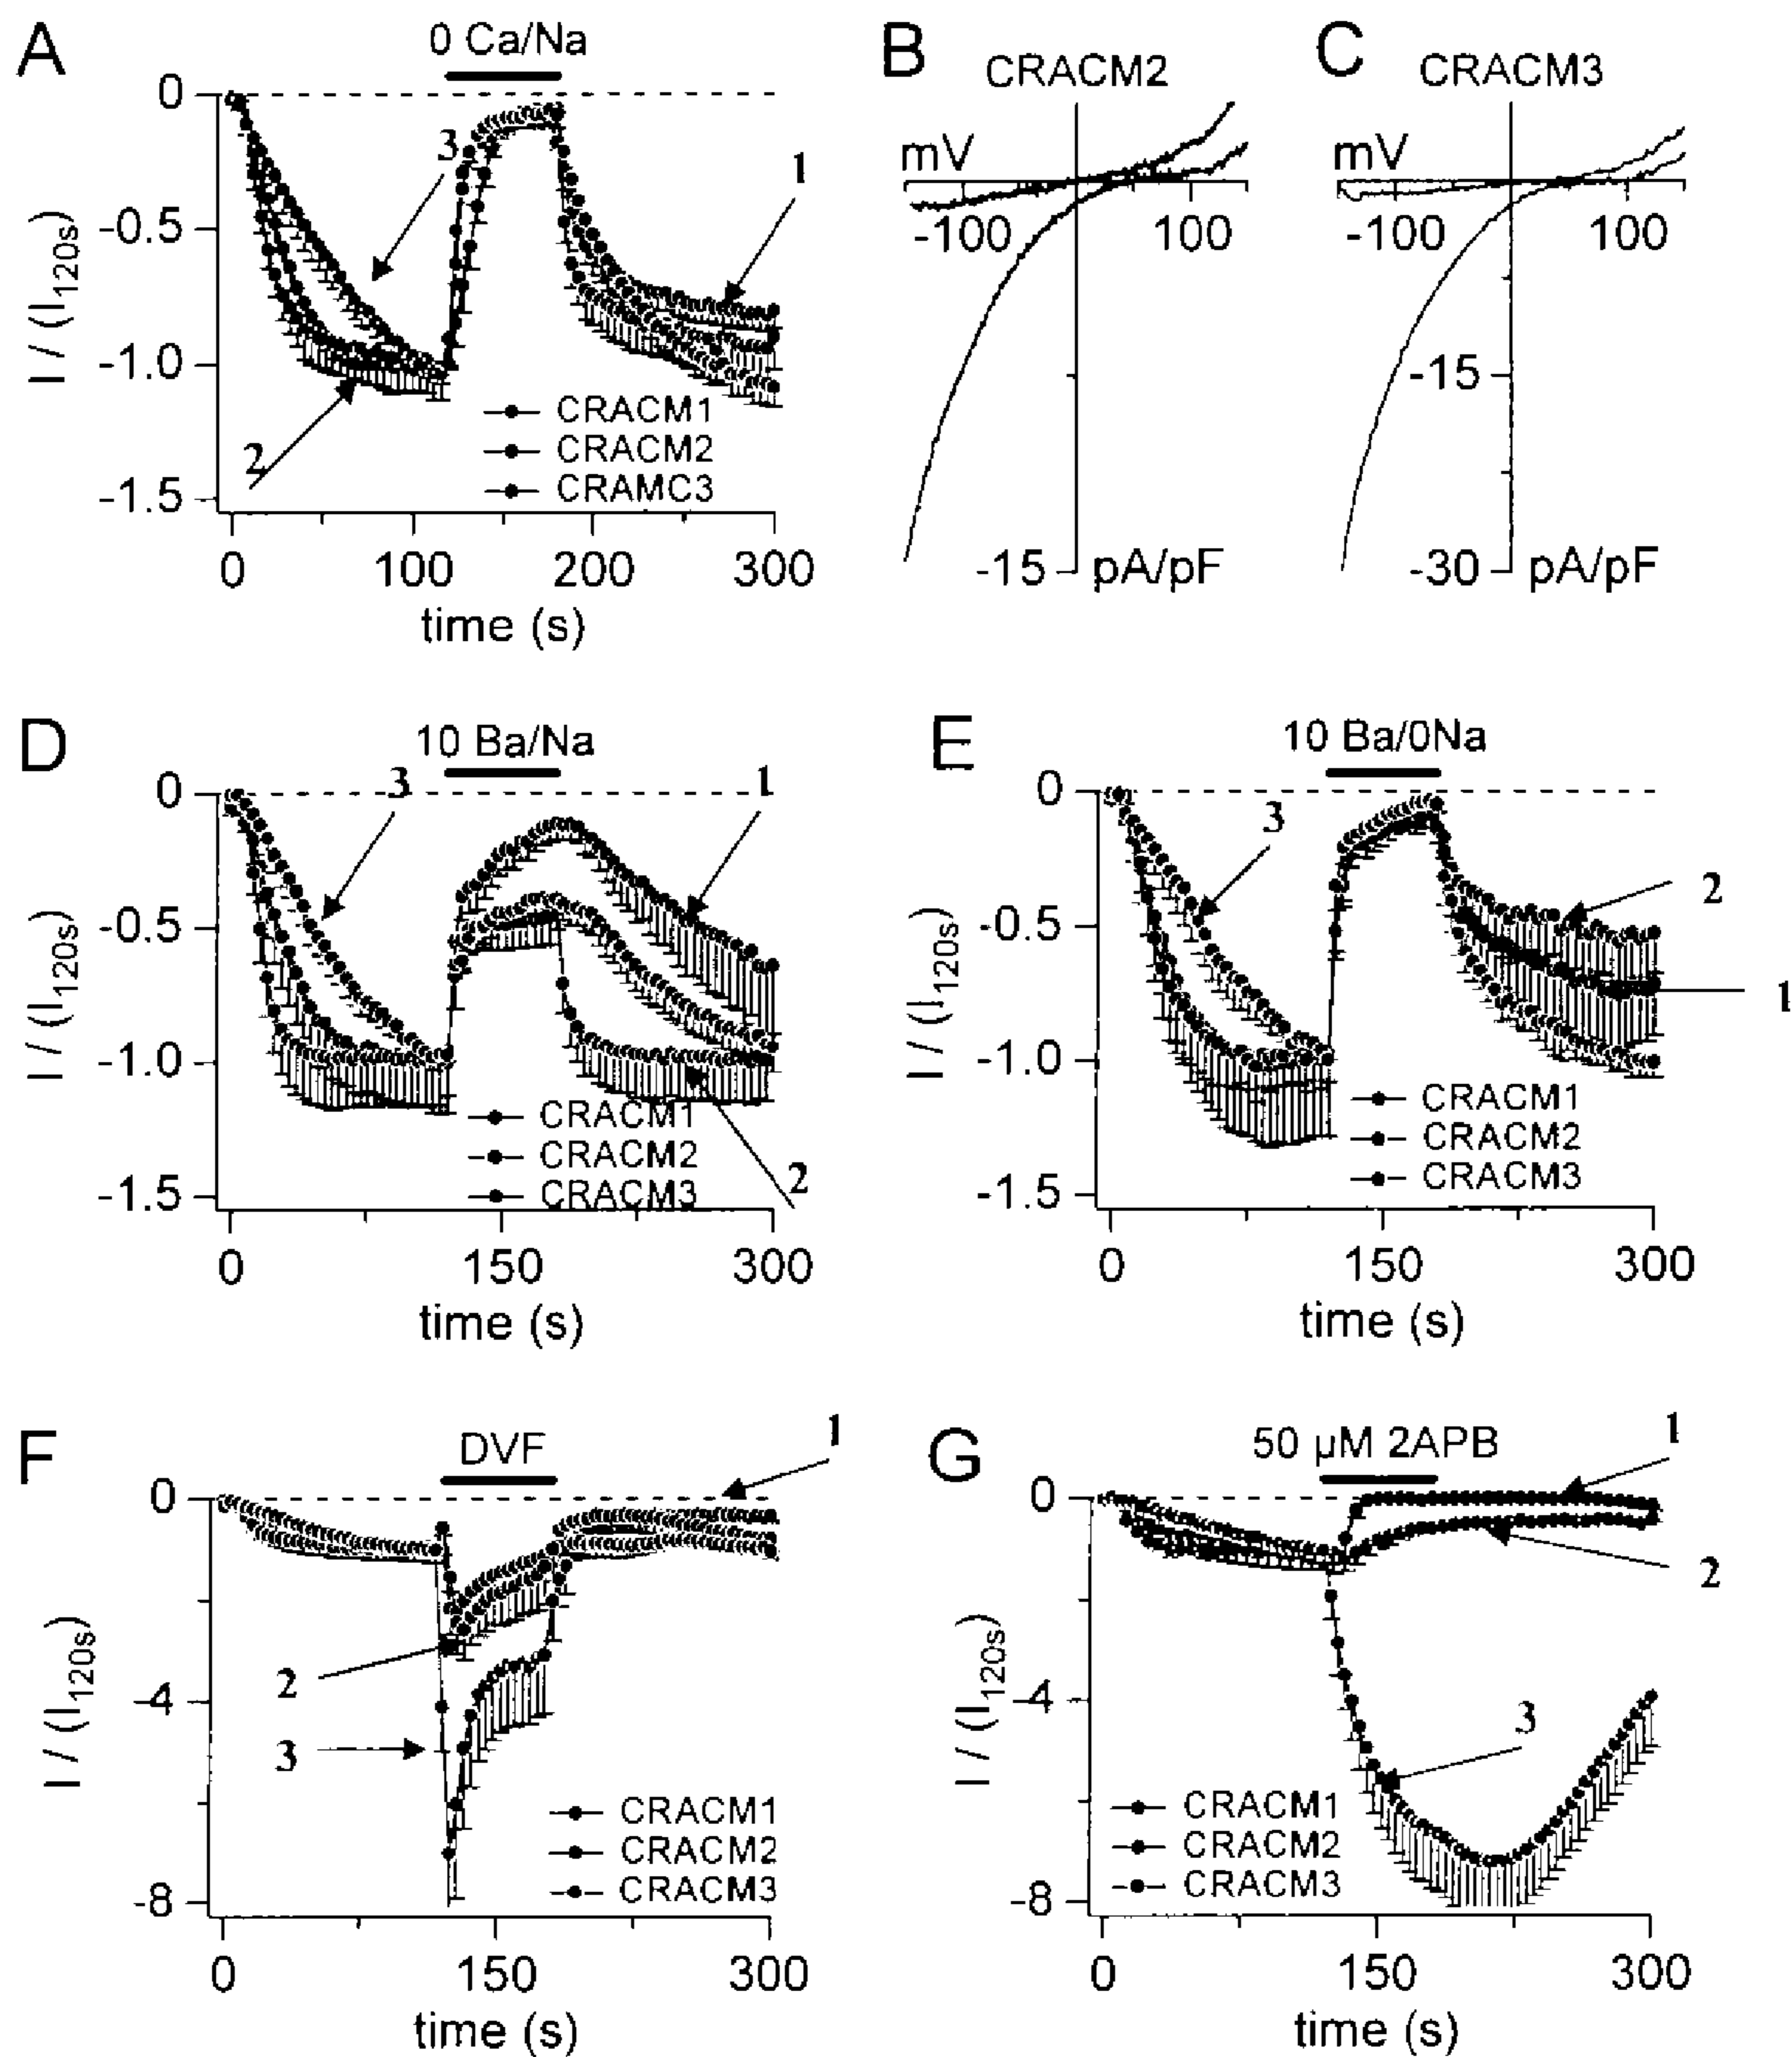 A
0 Ca/Na
0
-0.5
-1.0
-1.5
I / (I120s)
3
1
2
CRACM1
CRACM2
CRAMC3
0 100 200 300
time (s)
B
CRACM2
mV
-100 100
-15 pA/pF
C
CRACM3
mV
-100 100
-15
-30 pA/pF
D
10 Ba/Na
0
-0.5
-1.0
-1.5
I / (I120s)
3
1
2
CRACM1
CRACM2
CRACM3
0 150 300
time (s)
E
10 Ba/0Na
0
-0.5
-1.0
-1.5
I / (I120s)
3
2
1
CRACM1
CRACM2
CRACM3
0 150 300
time (s)
F
DVF
0
-4
-8
I / (I120s)
1
2
3
CRACM1
CRACM2
CRACM3
0 150 300
time (s)
G
50 µM 2APB
0
-4
-8
I / (I120s)
1
2
3
CRACM1
CRACM2
CRACM3
0 150 300
time (s)